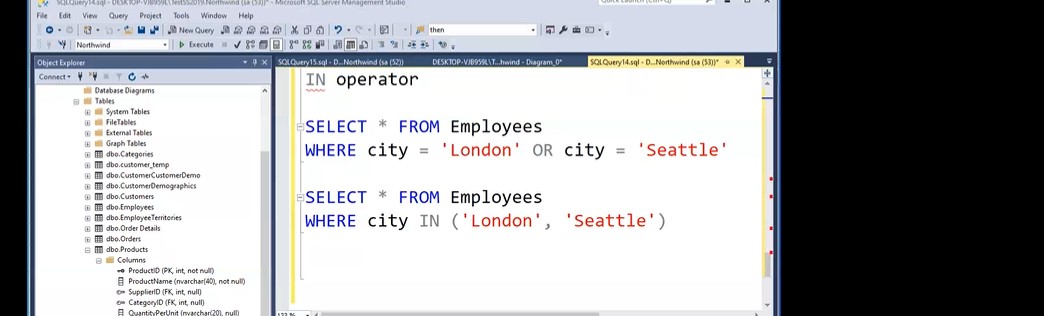 SQLQuery14.sql - DESKTOP-VJB959L\TestSS2019.Northwind (sa (53))* - Microsoft SQL Server Management Studio
File Edit View Query Project Tools Window Help
New Query
then
Northwind
Execute
Object Explorer
Connect
Database Diagrams
Tables
System Tables
FileTables
External Tables
Graph Tables
dbo.Categories
dbo.customer_temp
dbo.CustomerCustomerDemo
dbo.CustomerDemographics
dbo.Customers
dbo.Employees
dbo.EmployeeTerritories
dbo.Order Details
dbo.Orders
dbo.Products
Columns
ProductID (PK, int, not null)
ProductName (nvarchar(40), not null)
SupplierID (FK, int, null)
CategoryID (FK, int, null)
QuantityPerUnit (nvarchar(20), null)
SQLQuery15.sql - D...Northwind (sa (52))
DESKTOP-VJB959L\T...hwind - Diagram_0*
SQLQuery14.sql - D...Northwind (sa (53))*
IN operator
SELECT * FROM Employees
WHERE city = 'London' OR city = 'Seattle'
SELECT * FROM Employees
WHERE city IN ('London', 'Seattle')